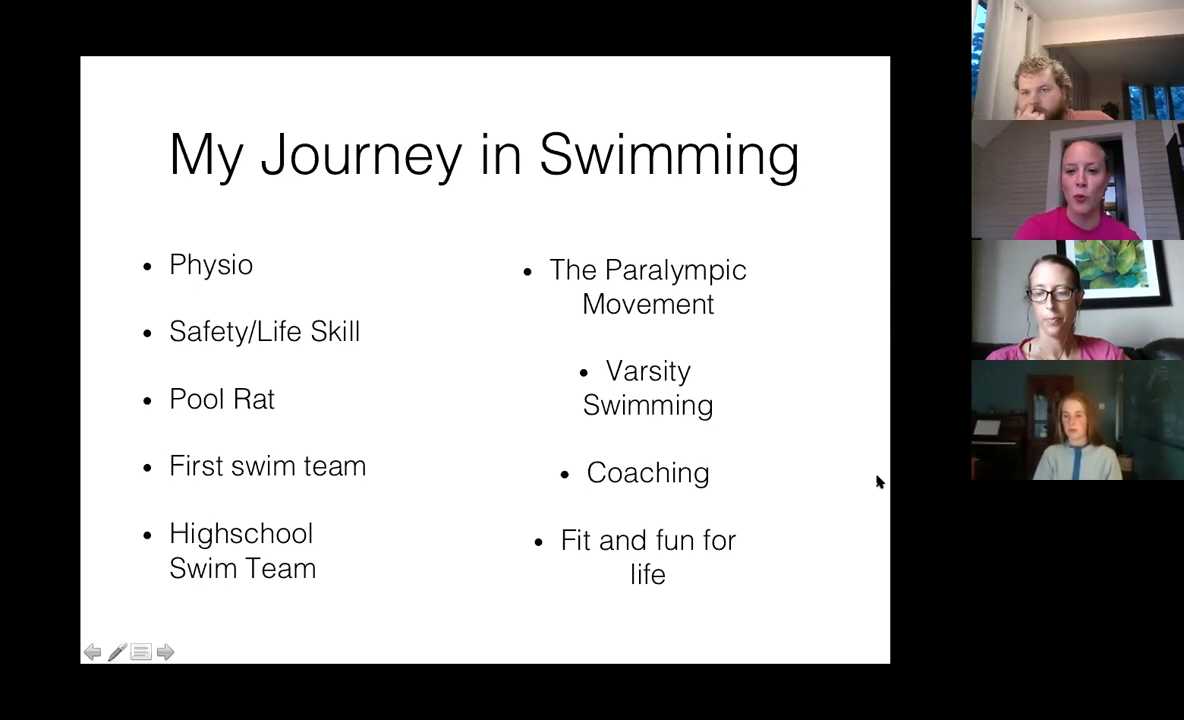 My Journey in Swimming
• Physio
• Safety/Life Skill
• Pool Rat
• First swim team
• Highschool
Swim Team
• The Paralympic
Movement
• Varsity
Swimming
• Coaching
• Fit and fun for
life